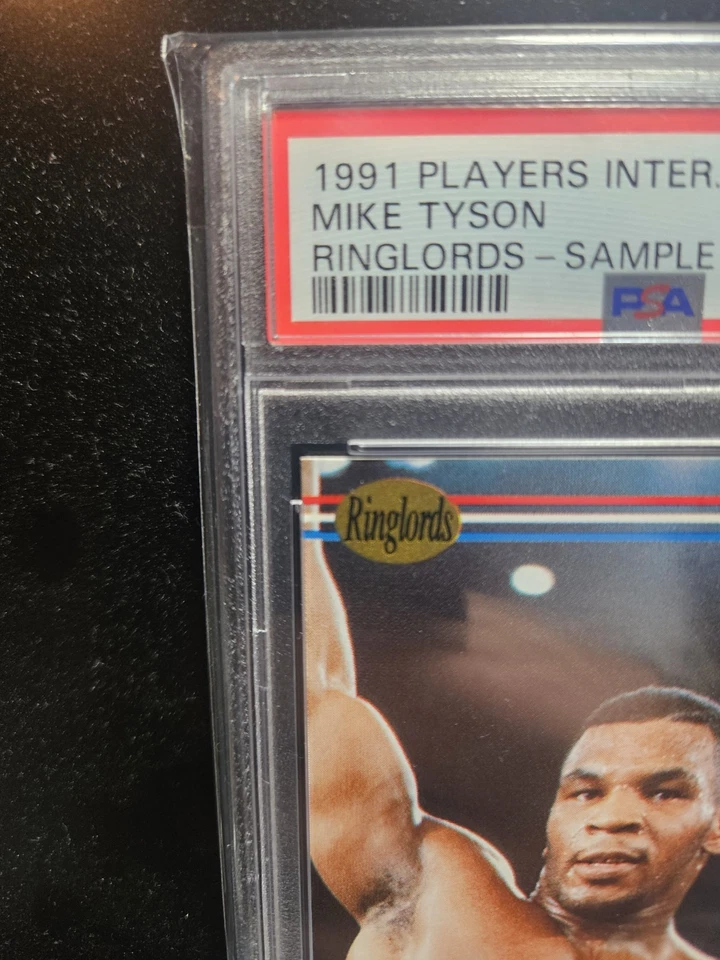 1991 PLAYERS INTER.
MIKE TYSON
RINGLORDS – SAMPLE
PSA
Ringlords